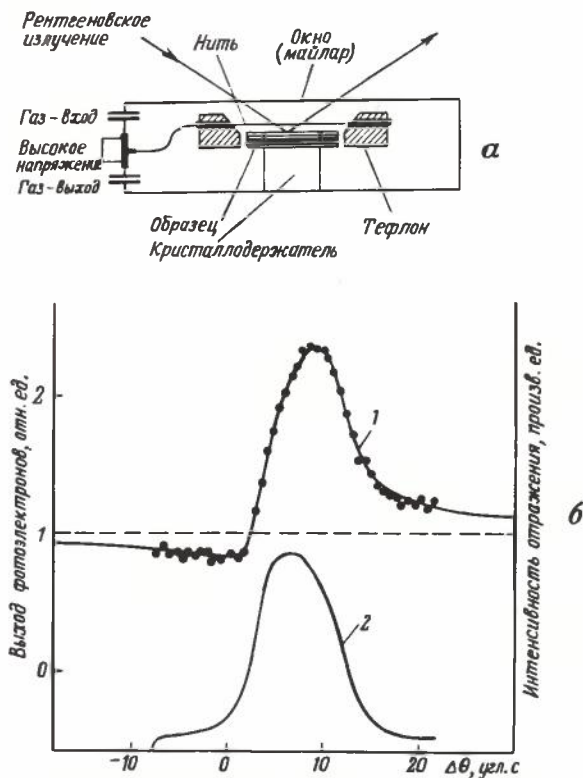 Рентгеновское
излучение
Нить
Окно
(майлар)
а
Газ-вход
Высокое
напряжение
Газ-выход
Образец
Кристаллодержатель
Тефлон
Выход фотоэлектронов, отн. ед.
2
1
0
1
2
б
Интенсивность отражения, произв. ед.
-10
0
10
20
Δθ, угл. с